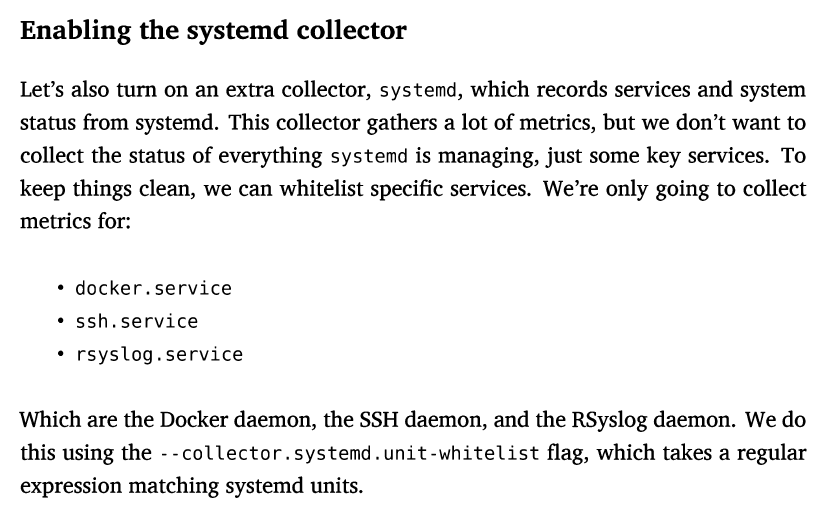 Enabling the systemd collector
Let’s also turn on an extra collector, systemd, which records services and system
status from systemd. This collector gathers a lot of metrics, but we don’t want to
collect the status of everything systemd is managing, just some key services. To
keep things clean, we can whitelist specific services. We’re only going to collect
metrics for:
• docker.service
• ssh.service
• rsyslog.service
Which are the Docker daemon, the SSH daemon, and the RSyslog daemon. We do
this using the --collector.systemd.unit-whitelist flag, which takes a regular
expression matching systemd units.